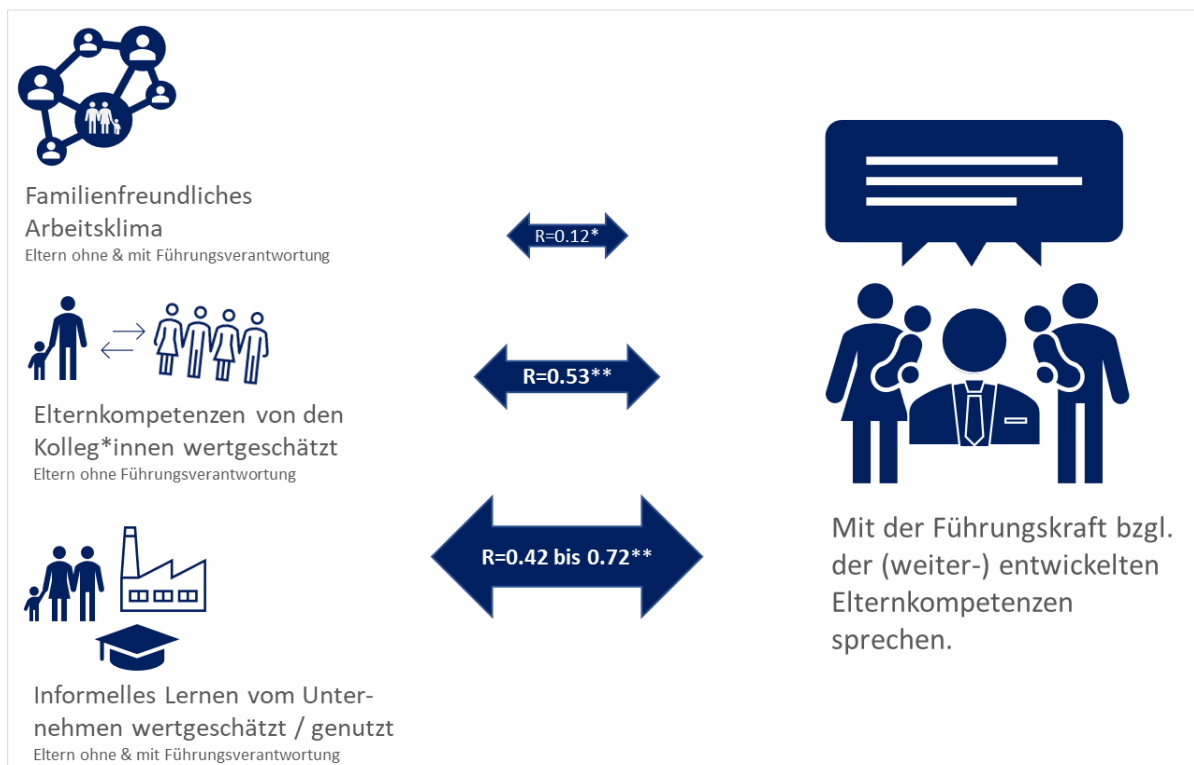 Familienfreundliches
Arbeitsklima
Eltern ohne & mit Führungsverantwortung
R=0.12*
Elternkompetenzen von den
Kolleg*innen wertgeschätzt
Eltern ohne Führungsverantwortung
R=0.53**
Informelles Lernen vom Unter-
nehmen wertgeschätzt / genutzt
Eltern ohne & mit Führungsverantwortung
R=0.42 bis 0.72**
Mit der Führungskraft bzgl.
der (weiter-) entwickelten
Elternkompetenzen
sprechen.